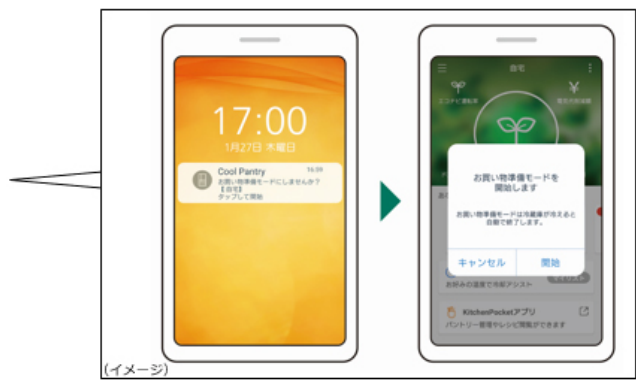 17:00
1月27日 木曜日
Cool Pantry 16:59
お買い物準備モードにしませんか?
【自宅】
タップして開始
自宅
エコナビ運転率
お買い物準備モードを
開始します
お買い物準備モードは冷蔵庫が冷えると
自動で終了します。
キャンセル 開始
お好みの温度で冷却アシスト
KitchenPocketアプリ
パントリー管理やレシピ閲覧ができます
(イメージ)